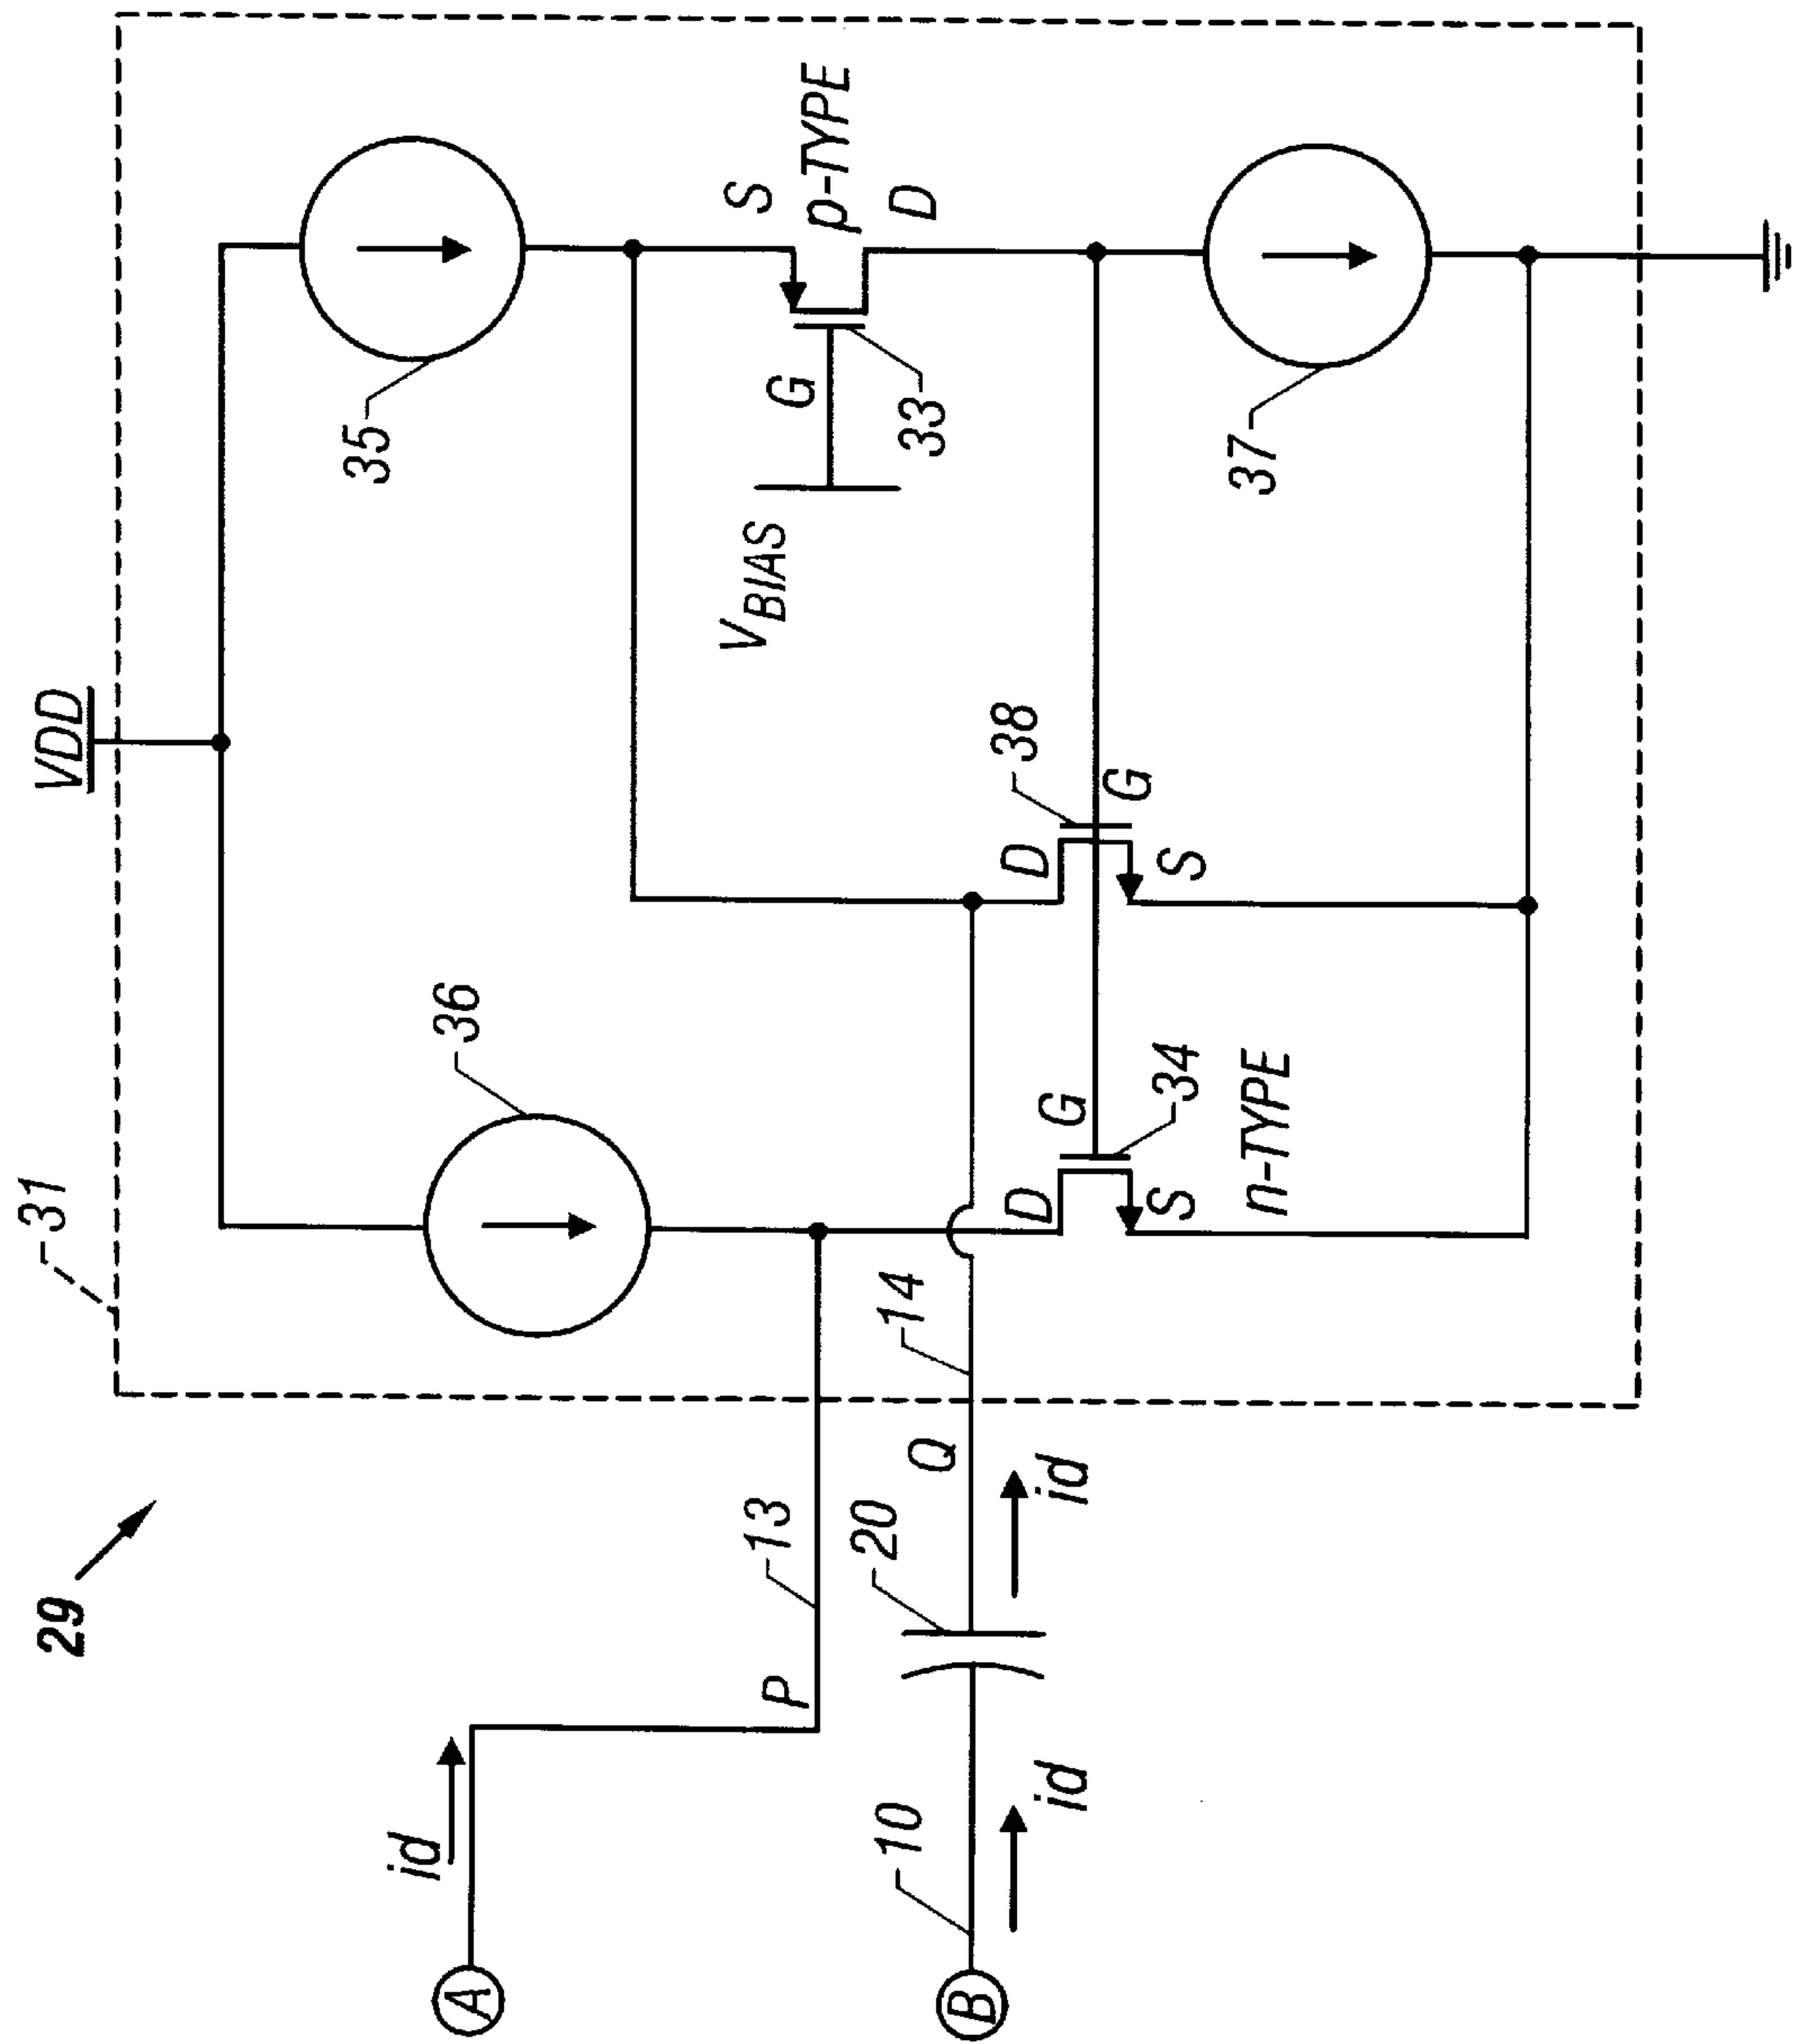 29
31
VDD
35
36
S
p-TYPE
D
G
33
VBIAS
38
D
G
S
37
G
34
D
S
n-TYPE
14
Q
13
P
20
id
id
id
10
A
B